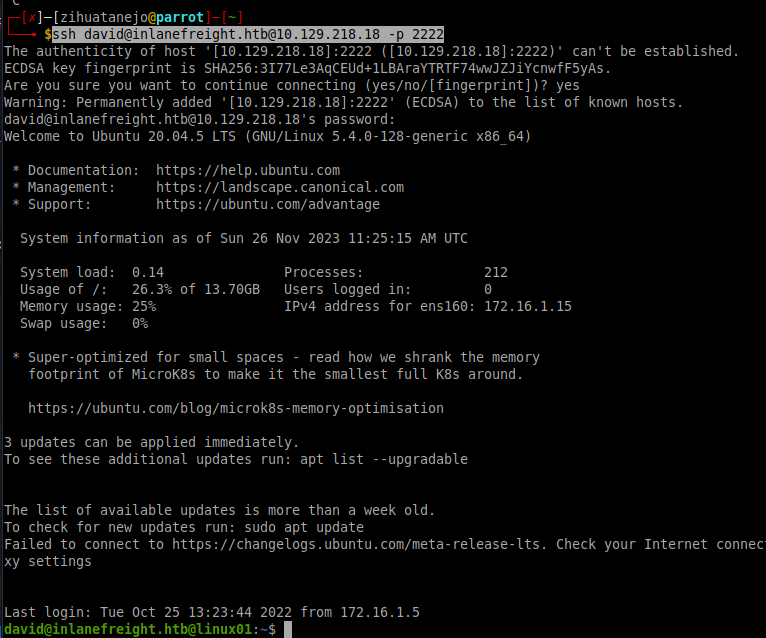 C
┌─[✗]─[zihuatanejo@parrot]─[~]
└──╼ $ssh david@inlanefreight.htb@10.129.218.18 -p 2222
The authenticity of host '[10.129.218.18]:2222 ([10.129.218.18]:2222)' can't be established.
ECDSA key fingerprint is SHA256:3I77Le3AqCEUd+1LBAraYTRTF74wwJZJiYcnwfF5yAs.
Are you sure you want to continue connecting (yes/no/[fingerprint])? yes
Warning: Permanently added '[10.129.218.18]:2222' (ECDSA) to the list of known hosts.
david@inlanefreight.htb@10.129.218.18's password:
Welcome to Ubuntu 20.04.5 LTS (GNU/Linux 5.4.0-128-generic x86_64)

 * Documentation:  https://help.ubuntu.com
 * Management:     https://landscape.canonical.com
 * Support:        https://ubuntu.com/advantage

  System information as of Sun 26 Nov 2023 11:25:15 AM UTC

  System load:  0.14               Processes:               212
  Usage of /:   26.3% of 13.70GB   Users logged in:         0
  Memory usage: 25%                IPv4 address for ens160: 172.16.1.15
  Swap usage:   0%

 * Super-optimized for small spaces - read how we shrank the memory
   footprint of MicroK8s to make it the smallest full K8s around.

   https://ubuntu.com/blog/microk8s-memory-optimisation

3 updates can be applied immediately.
To see these additional updates run: apt list --upgradable


The list of available updates is more than a week old.
To check for new updates run: sudo apt update
Failed to connect to https://changelogs.ubuntu.com/meta-release-lts. Check your Internet connec
xy settings


Last login: Tue Oct 25 13:23:44 2022 from 172.16.1.5
david@inlanefreight.htb@linux01:~$